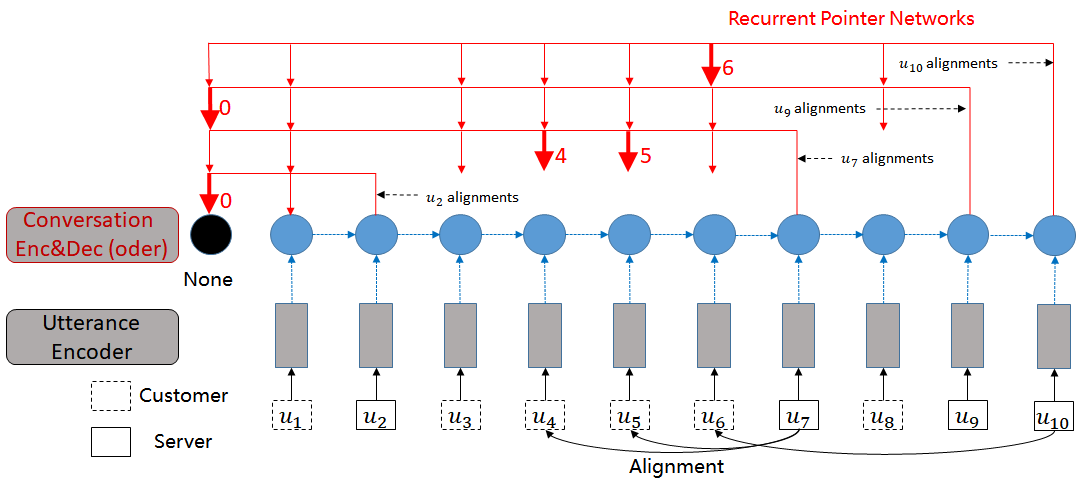 Recurrent Pointer Networks
6
u₁₀ alignments
0
u₉ alignments
4
5
u₇ alignments
0
u₂ alignments
Conversation
Enc&Dec (oder)
None
Utterance
Encoder
Customer
Server
u₁
u₂
u₃
u₄
u₅
u₆
u₇
u₈
u₉
u₁₀
Alignment